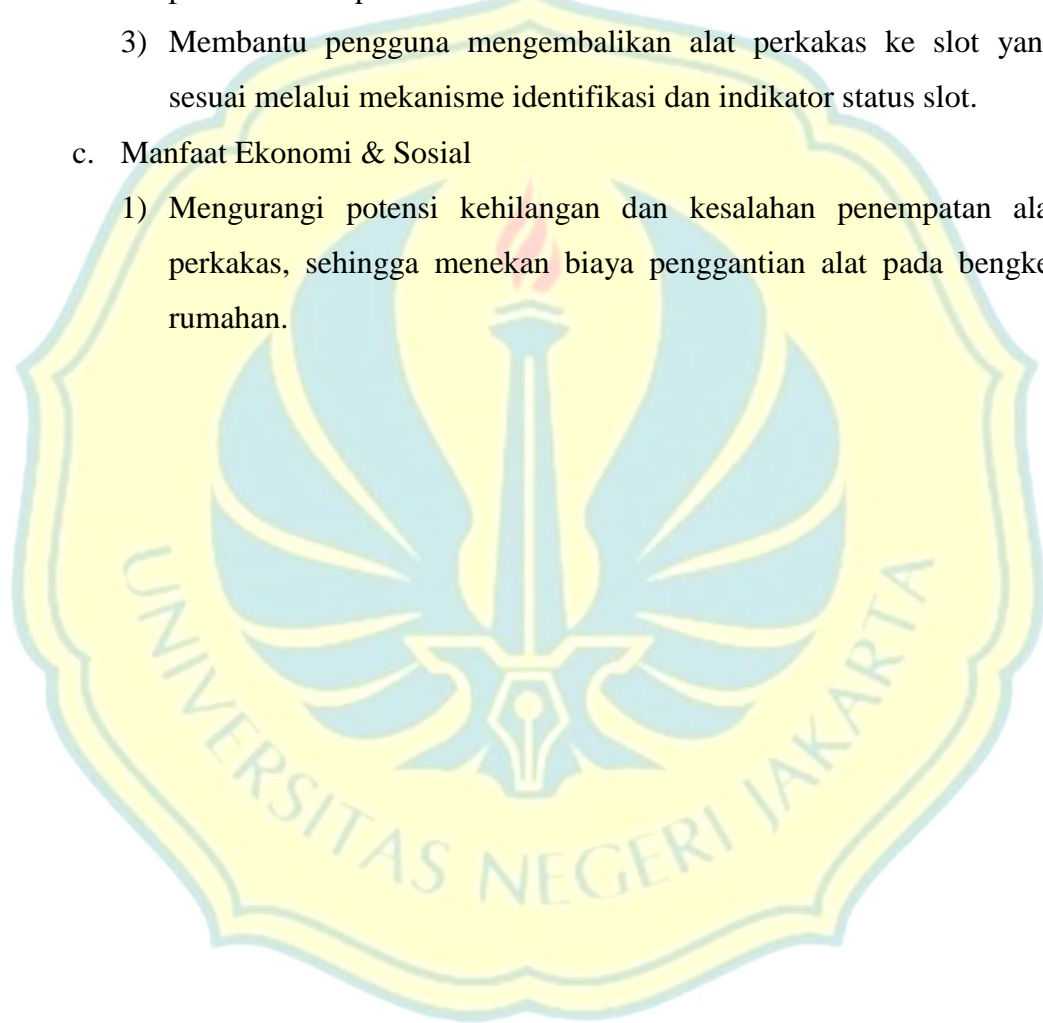 3) Membantu pengguna mengembalikan alat perkakas ke slot yan
sesuai melalui mekanisme identifikasi dan indikator status slot.
c. Manfaat Ekonomi & Sosial
1) Mengurangi potensi kehilangan dan kesalahan penempatan ala
perkakas, sehingga menekan biaya penggantian alat pada bengke
rumahan.
UNIVERSITAS NEGERI JAKARTA